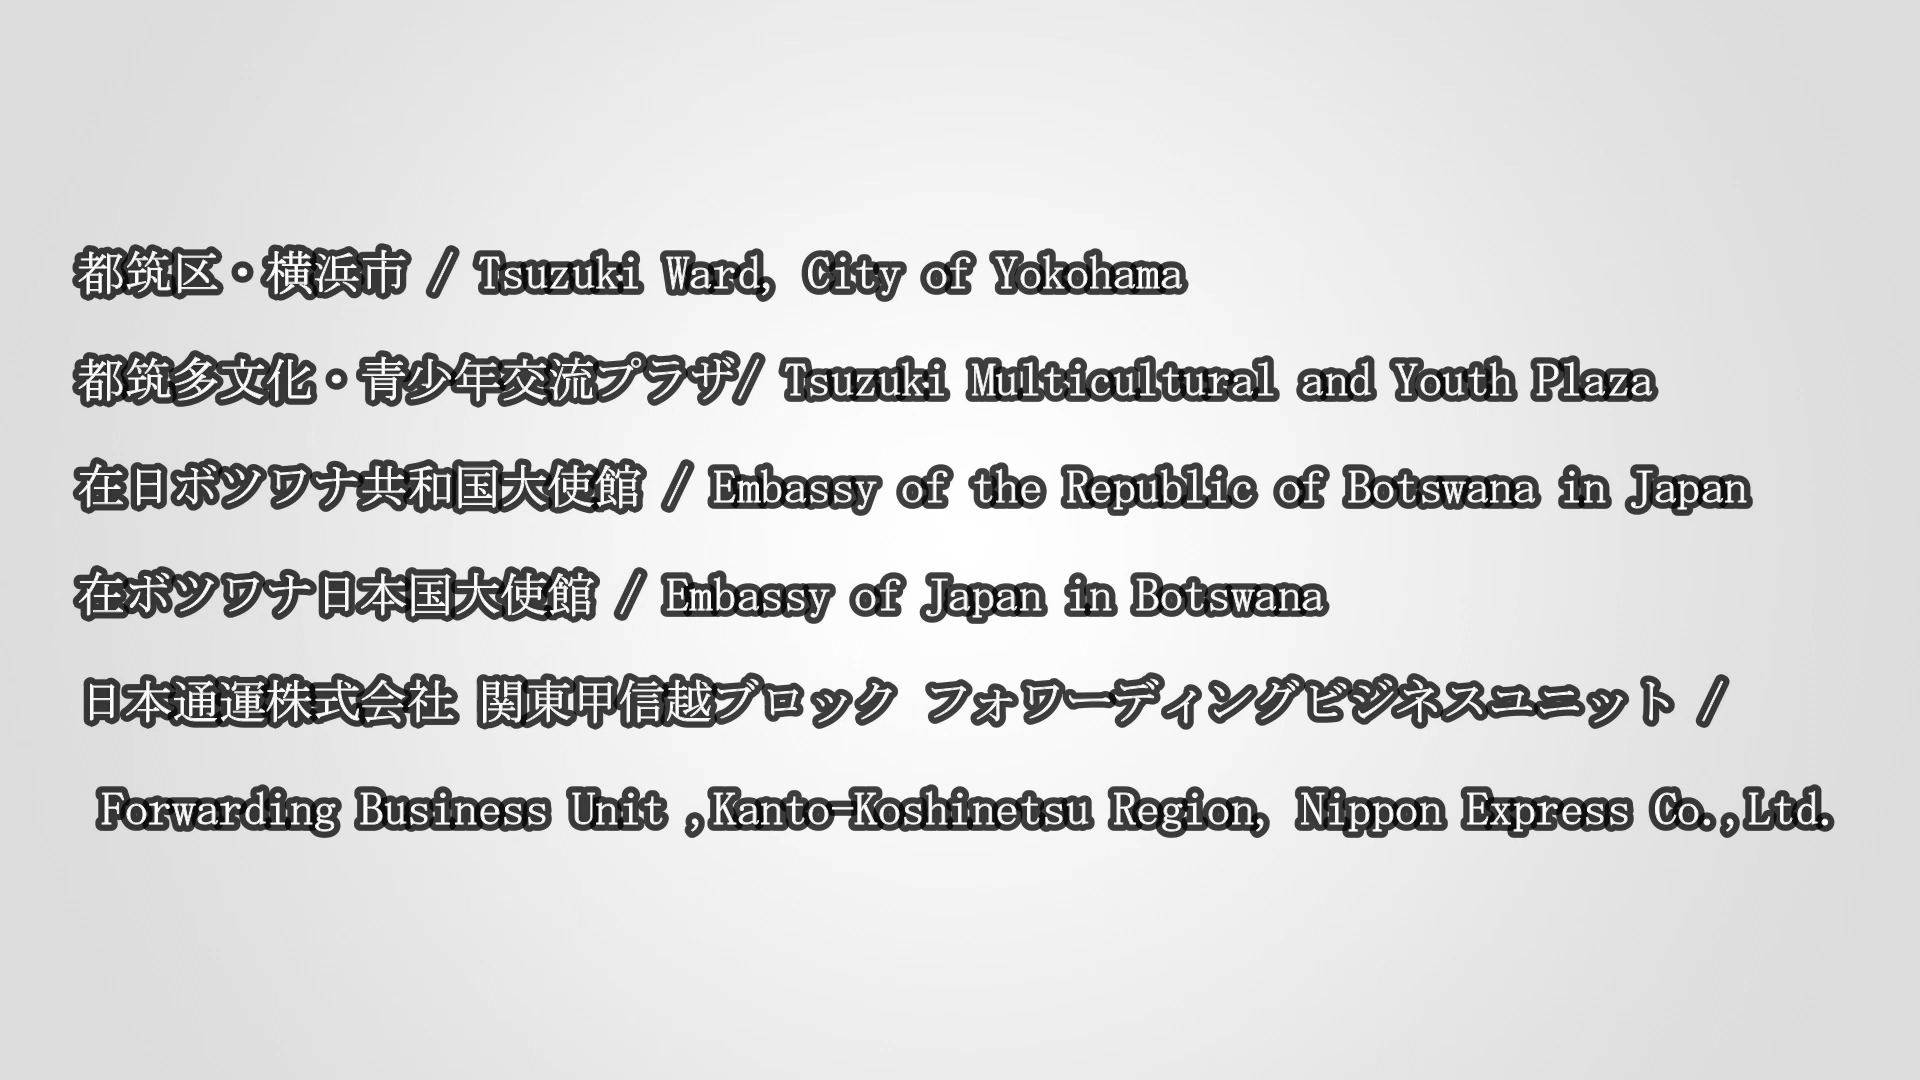 都筑区・横浜市 / Tsuzuki Ward, City of Yokohama
都筑多文化・青少年交流プラザ/ Tsuzuki Multicultural and Youth Plaza
在日ボツワナ共和国大使館 / Embassy of the Republic of Botswana in Japan
在ボツワナ日本国大使館 / Embassy of Japan in Botswana
日本通運株式会社 関東甲信越ブロック フォワーディングビジネスユニット /
Forwarding Business Unit ,Kanto-Koshinetsu Region, Nippon Express Co.,Ltd.